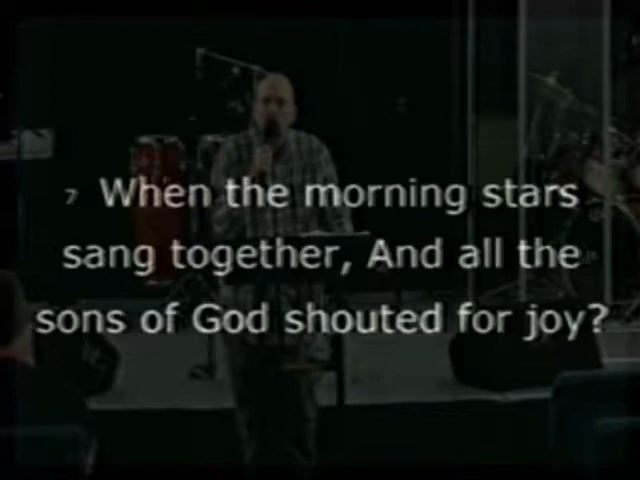 7 When the morning stars
sang together, And all the
sons of God shouted for joy?